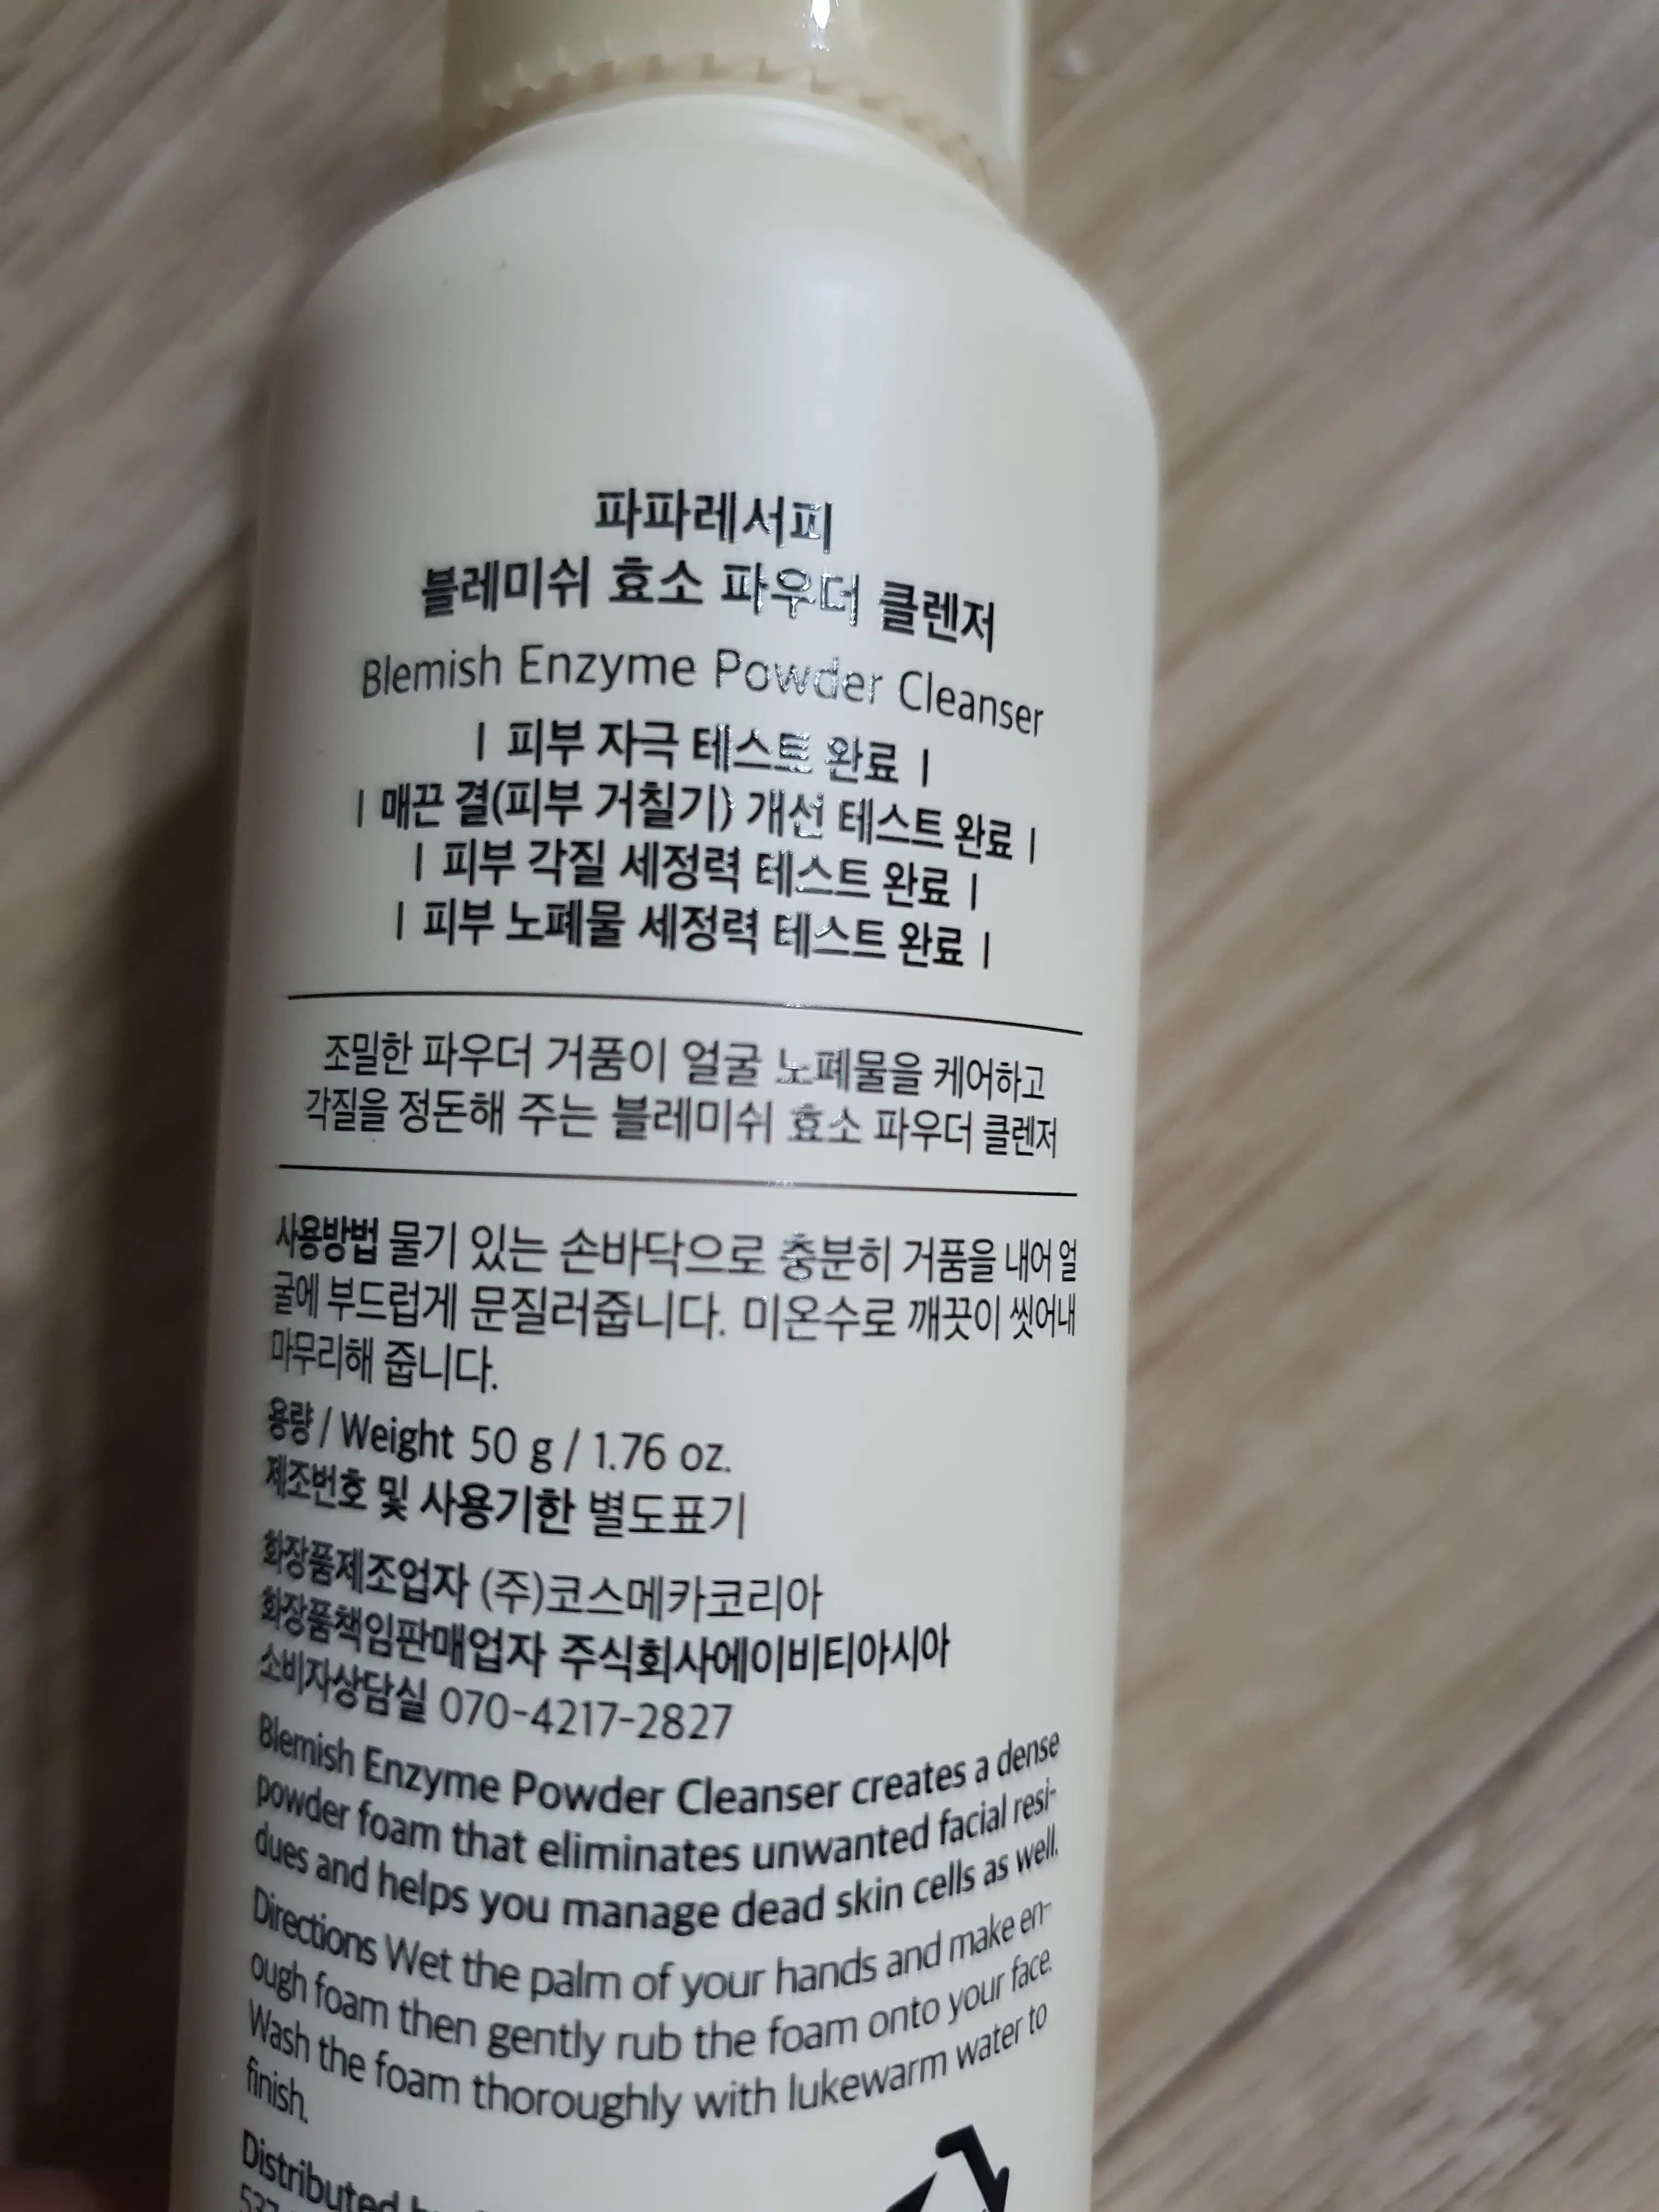 파파레서피
블레미쉬 효소 파우더 클렌저
Blemish Enzyme Powder Cleanser
| 피부 자극 테스트 완료 |
| 매끈 결(피부 거칠기) 개선 테스트 완료 |
| 피부 각질 세정력 테스트 완료 |
| 피부 노폐물 세정력 테스트 완료 |
조밀한 파우더 거품이 얼굴 노폐물을 케어하고
각질을 정돈해 주는 블레미쉬 효소 파우더 클렌저
사용방법 물기 있는 손바닥으로 충분히 거품을 내어 얼
굴에 부드럽게 문질러줍니다. 미온수로 깨끗이 씻어내
마무리해 줍니다.
용량 / Weight 50 g / 1.76 oz.
제조번호 및 사용기한 별도표기
화장품제조업자 (주)코스메카코리아
화장품책임판매업자 주식회사에이비티아시아
소비자상담실 070-4217-2827
Blemish Enzyme Powder Cleanser creates a dense
powder foam that eliminates unwanted facial resi-
dues and helps you manage dead skin cells as well.
Directions Wet the palm of your hands and make en-
ough foam then gently rub the foam onto your face.
Wash the foam thoroughly with lukewarm water to
finish.
Distributed